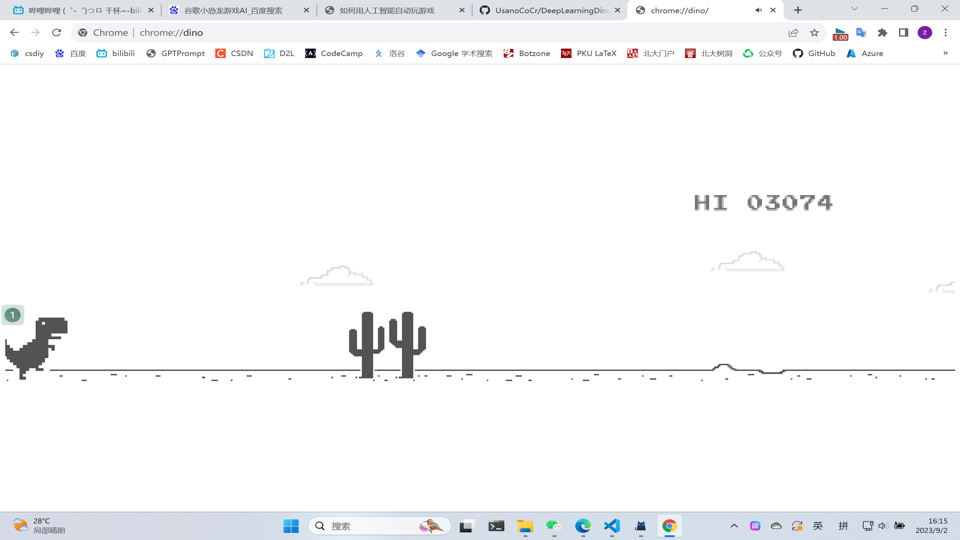 哔哩哔哩 (゜-゜)つロ 干杯~-bili
谷歌小恐龙游戏AI_百度搜索
如何用人工智能自动玩游戏
UsanoCoCr/DeepLearningDino
chrome://dino/
Chrome | chrome://dino
1.00
z
csdiy
百度
bilibili
GPTPrompt
CSDN
D2L
CodeCamp
洛谷
Google 学术搜索
Botzone
PKU LaTeX
北大门户
北大树洞
公众号
GitHub
Azure
»
HI 03074
1
28°C
局部晴朗
搜索
英
拼
16:15
2023/9/2